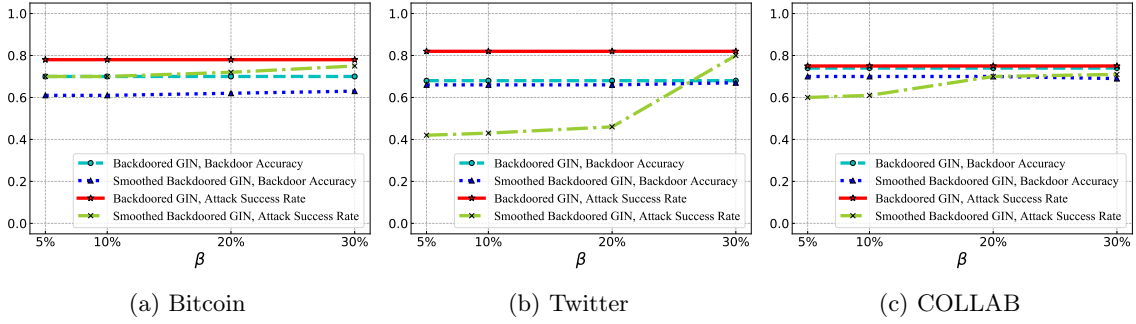 1.0
0.8
0.6
0.4
0.2
0.0
Backdoored GIN, Backdoor Accuracy
Smoothed Backdoored GIN, Backdoor Accuracy
Backdoored GIN, Attack Success Rate
Smoothed Backdoored GIN, Attack Success Rate
5% 10% 20% 30%
β
(a) Bitcoin
1.0
0.8
0.6
0.4
0.2
0.0
Backdoored GIN, Backdoor Accuracy
Smoothed Backdoored GIN, Backdoor Accuracy
Backdoored GIN, Attack Success Rate
Smoothed Backdoored GIN, Attack Success Rate
5% 10% 20% 30%
β
(b) Twitter
1.0
0.8
0.6
0.4
0.2
0.0
Backdoored GIN, Backdoor Accuracy
Smoothed Backdoored GIN, Backdoor Accuracy
Backdoored GIN, Attack Success Rate
Smoothed Backdoored GIN, Attack Success Rate
5% 10% 20% 30%
β
(c) COLLAB